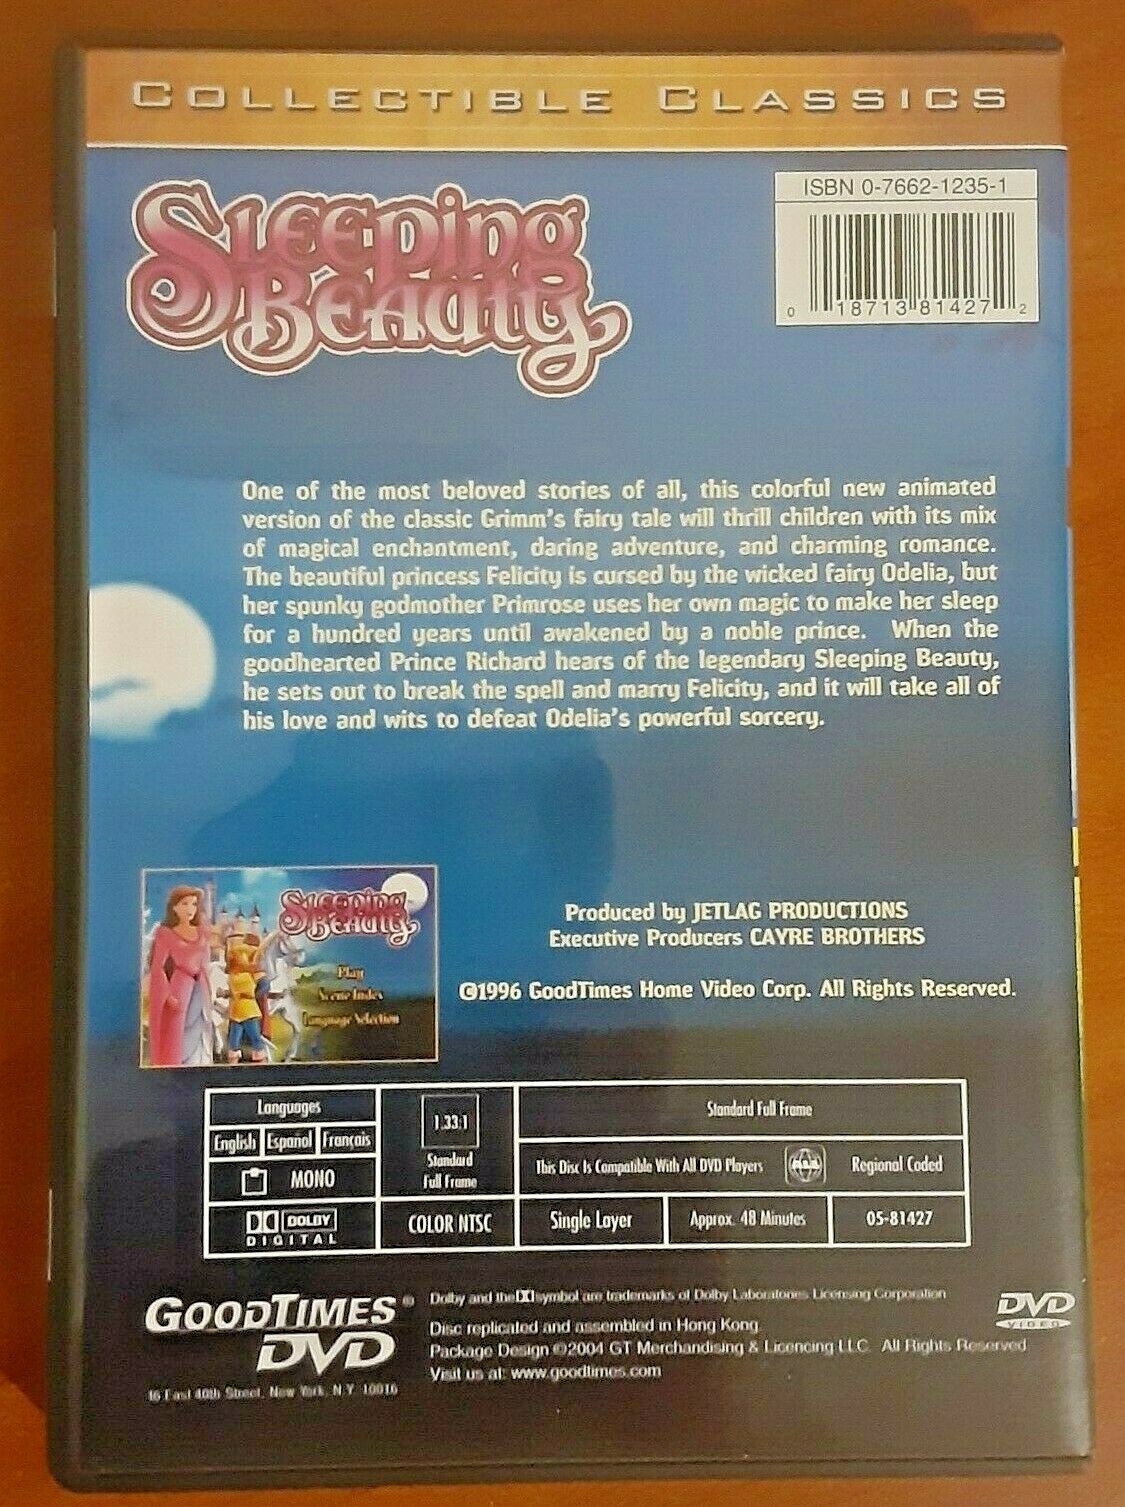 COLLECTIBLE CLASSICS
SLEEPING
BEAUTY
ISBN 0-7662-1235-1
0 18713 81427 2
One of the most beloved stories of all, this colorful new animated
version of the classic Grimm's fairy tale will thrill children with its mix
of magical enchantment, daring adventure, and charming romance.
The beautiful princess Felicity is cursed by the wicked fairy Odelia, but
her spunky godmother Primrose uses her own magic to make her sleep
for a hundred years until awakened by a noble prince. When the
goodhearted Prince Richard hears of the legendary Sleeping Beauty,
he sets out to break the spell and marry Felicity, and it will take all of
his love and wits to defeat Odelia's powerful sorcery.
SLEEPING
BEAUTY
Play
Scene Index
Language Selection
Produced by JETLAG PRODUCTIONS
Executive Producers CAYRE BROTHERS
©1996 GoodTimes Home Video Corp. All Rights Reserved.
Languages
English Español Français
MONO
DOLBY
DIGITAL
1.33:1
Standard
Full Frame
COLOR NTSC
Standard Full Frame
This Disc Is Compatible With All DVD Players ALL Regional Coded
Single Layer Approx. 48 Minutes 05-81427
GOODTIMES®
DVD
16 East 40th Street, New York, N.Y. 10016
Dolby and the symbol are trademarks of Dolby Laboratories Licensing Corporation
Disc replicated and assembled in Hong Kong
Package Design ©2004 GT Merchandising & Licencing LLC. All Rights Reserved
Visit us at: www.goodtimes.com
DVD
VIDEO